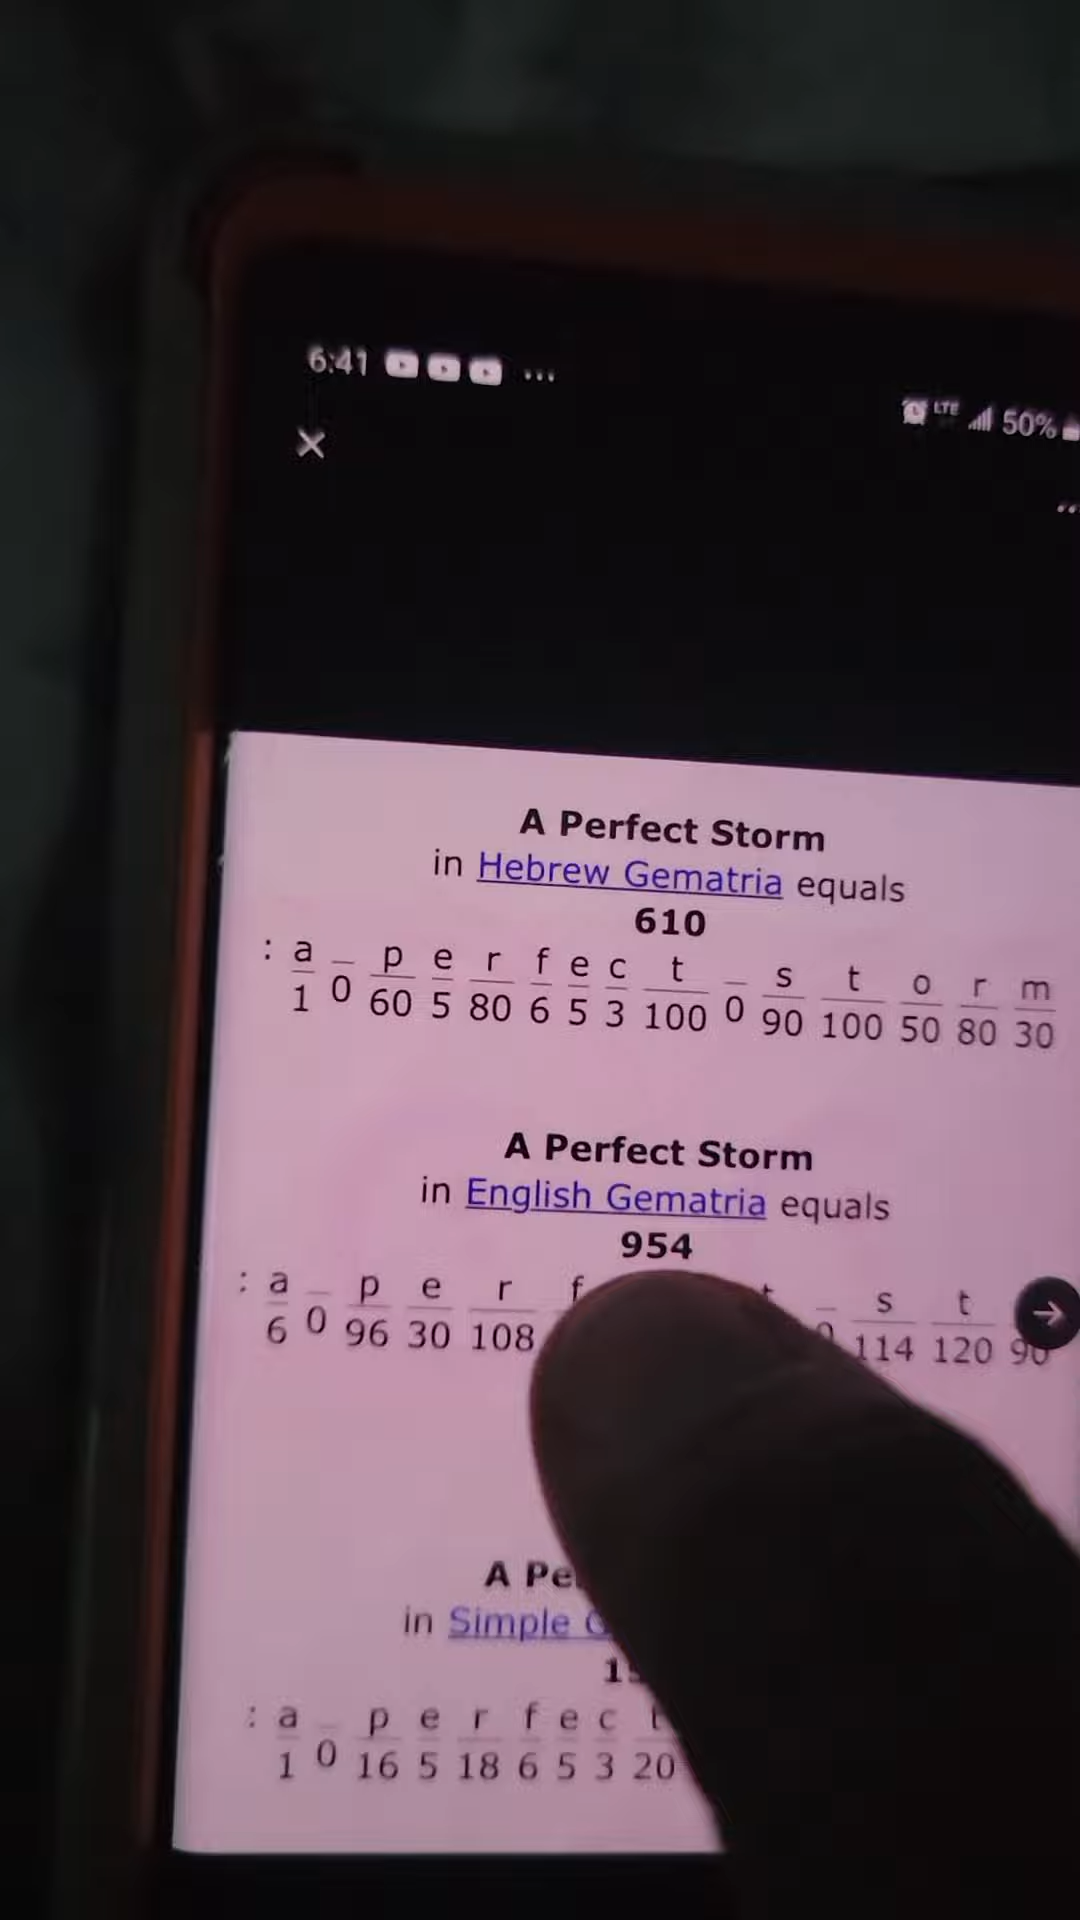 6:41 ...
LTE 50%
A Perfect Storm
in Hebrew Gematria equals
610
: a _ p e r f e c t _ s t o r m
1 0 60 5 80 6 5 3 100 0 90 100 50 80 30
A Perfect Storm
in English Gematria equals
954
: a _ p e r f _ s t
6 0 96 30 108 114 120 90
A
in Simple
: a _ p e r f e c t
1 0 16 5 18 6 5 3 20